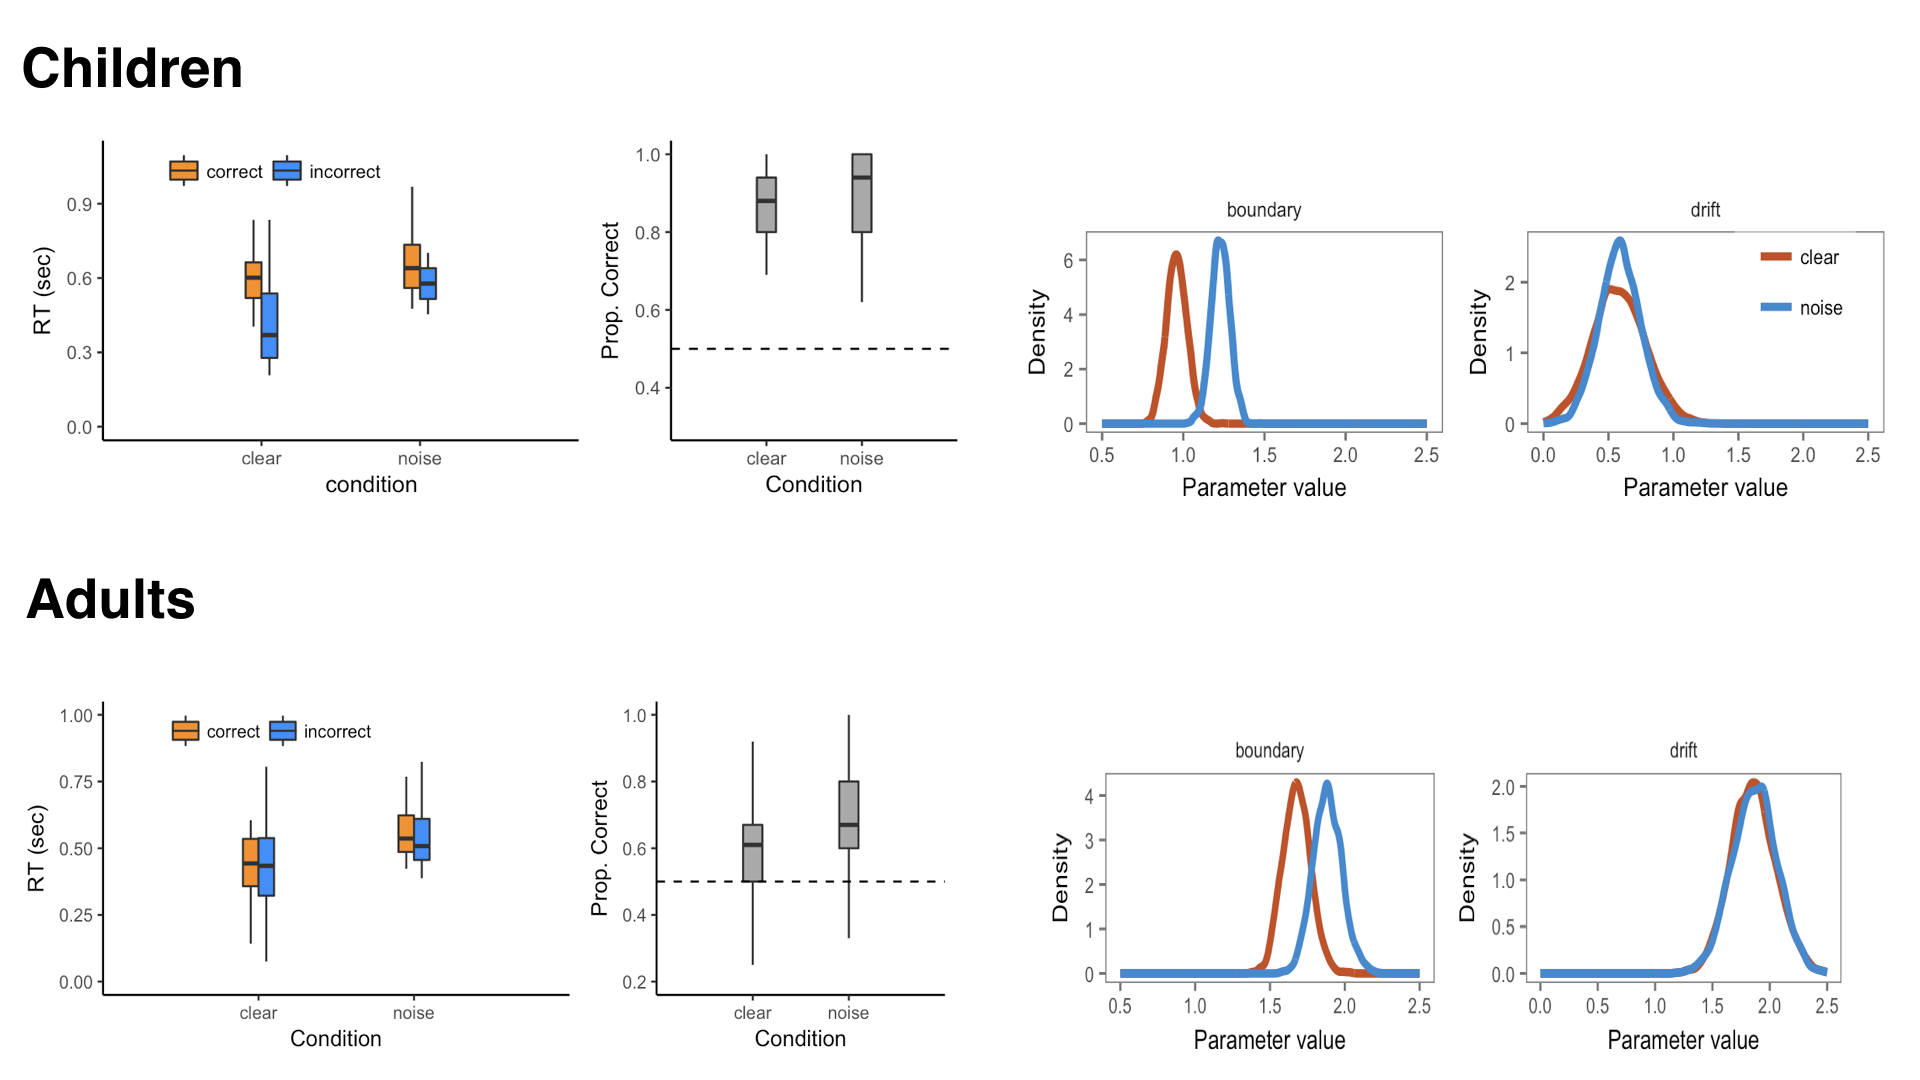 Children
correct incorrect
RT (sec)
0.9
0.6
0.3
0.0
clear noise
condition
Prop. Correct
1.0
0.8
0.6
0.4
clear noise
Condition
boundary
Density
6
4
2
0
0.5 1.0 1.5 2.0 2.5
Parameter value
drift
clear
noise
Density
2
1
0
0.0 0.5 1.0 1.5 2.0 2.5
Parameter value
Adults
correct incorrect
RT (sec)
1.00
0.75
0.50
0.25
0.00
clear noise
Condition
Prop. Correct
1.0
0.8
0.6
0.4
0.2
clear noise
Condition
boundary
Density
4
3
2
1
0
0.5 1.0 1.5 2.0 2.5
Parameter value
drift
Density
2.0
1.5
1.0
0.5
0.0
0.0 0.5 1.0 1.5 2.0 2.5
Parameter value